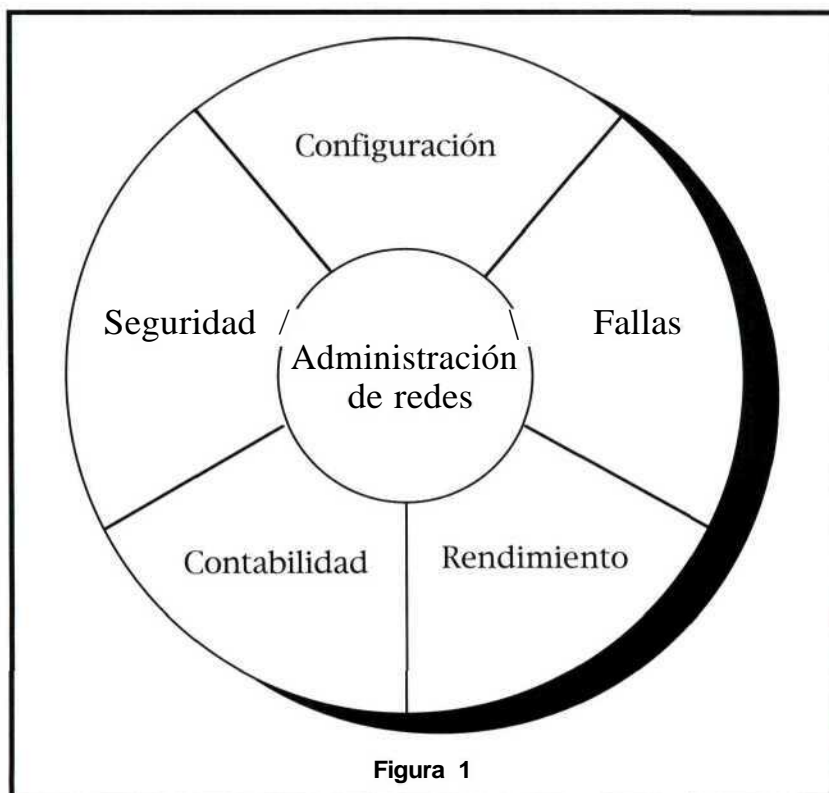 Configuración
Seguridad
Fallas
Administración
de redes
Contabilidad
Rendimiento
Figura 1